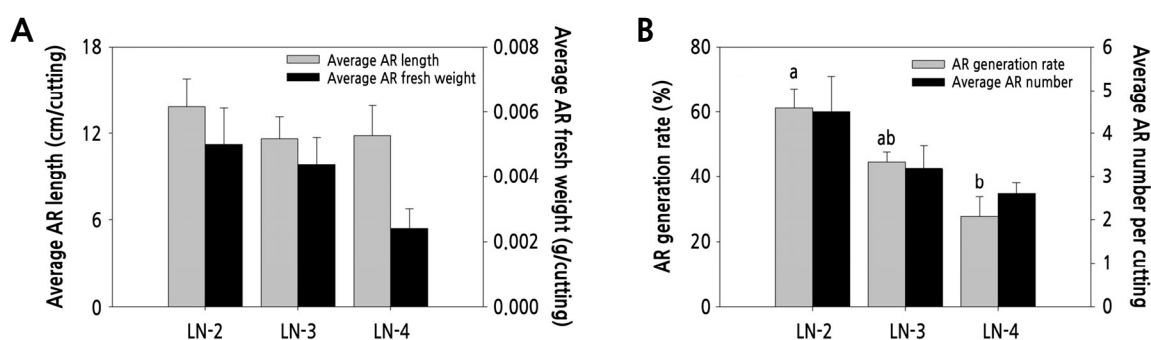 A
Average AR length (cm/cutting)
18
12
6
0
Average AR length
Average AR fresh weight
0.008
0.006
0.004
0.002
0.000
Average AR fresh
weight (g/cutting)
LN-2 LN-3 LN-4
B
AR generation rate (%)
80
60
40
20
0
AR generation rate
Average AR number
a
ab
b
6
5
4
3
2
1
0
Average AR number per cutting
LN-2 LN-3 LN-4